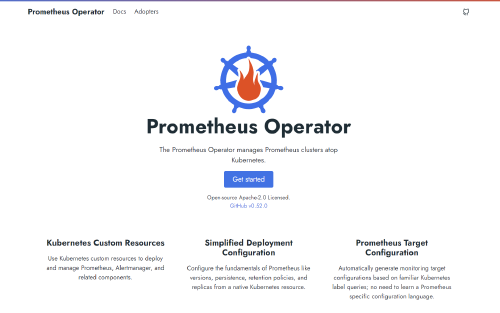 Prometheus Operator Docs Adopters
Prometheus Operator
The Prometheus Operator manages Prometheus clusters atop
Kubernetes.
Get started
Open-source Apache-2.0 Licensed.
GitHub v0.52.0
Kubernetes Custom Resources
Use Kubernetes custom resources to deploy
and manage Prometheus, Alertmanager, and
related components.
Simplified Deployment
Configuration
Configure the fundamentals of Prometheus like
versions, persistence, retention policies, and
replicas from a native Kubernetes resource.
Prometheus Target
Configuration
Automatically generate monitoring target
configurations based on familiar Kubernetes
label queries; no need to learn a Prometheus
specific configuration language.